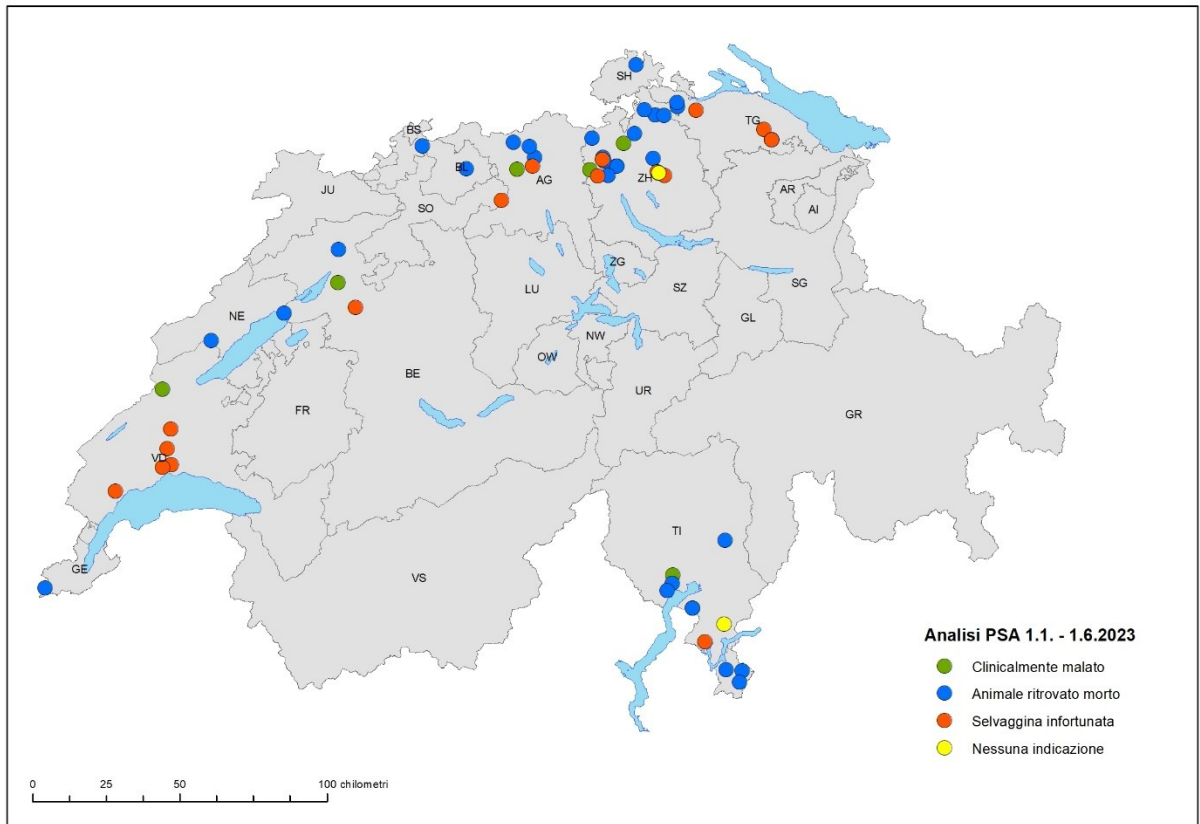 SH
BS
TG
BL
AG
ZH
JU
SO
AR
AI
ZG
LU
SZ
SG
NE
GL
NW
OW
BE
UR
FR
GR
VD
TI
GE
VS
Analisi PSA 1.1. - 1.6.2023
Clinicalmente malato
Animale ritrovato morto
Selvaggina infortunata
Nessuna indicazione
0 25 50 100 chilometri